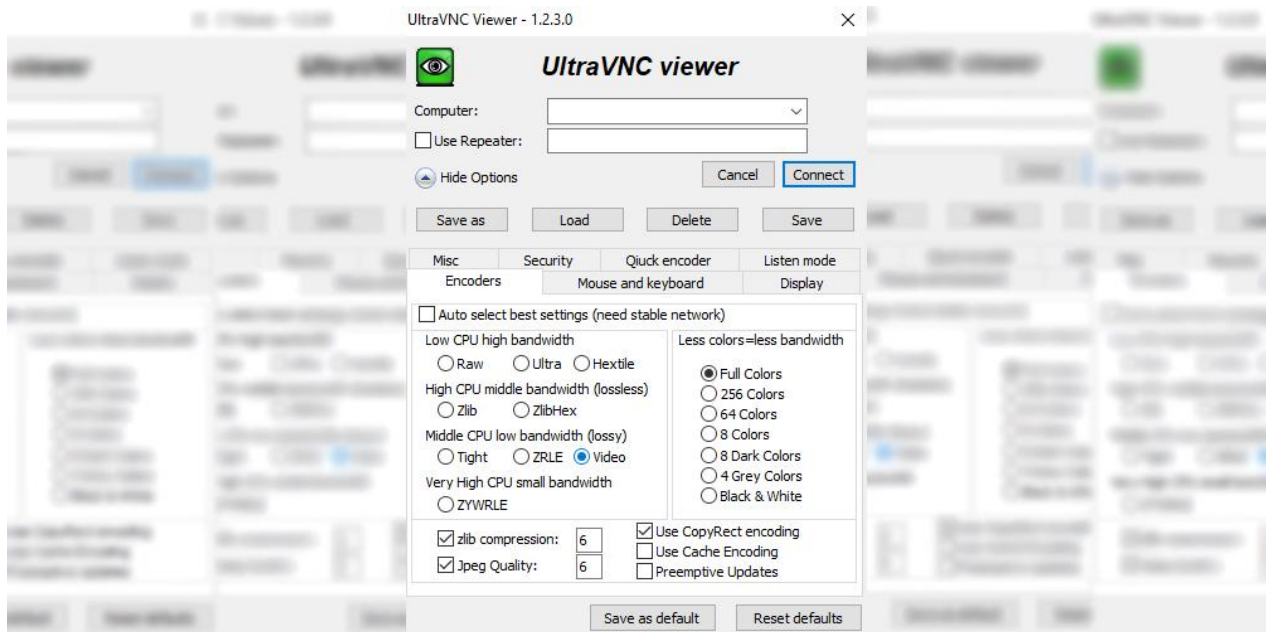 UltraVNC Viewer - 1.2.3.0
UltraVNC viewer
Computer:
Use Repeater:
Hide Options
Cancel
Connect
Save as
Load
Delete
Save
Misc
Security
Qiuck encoder
Listen mode
Encoders
Mouse and keyboard
Display
Auto select best settings (need stable network)
Low CPU high bandwidth
Raw
Ultra
Hextile
High CPU middle bandwidth (lossless)
Zlib
ZlibHex
Middle CPU low bandwidth (lossy)
Tight
ZRLE
Video
Very High CPU small bandwidth
ZYWRLE
Less colors=less bandwidth
Full Colors
256 Colors
64 Colors
8 Colors
8 Dark Colors
4 Grey Colors
Black & White
zlib compression: 6
Jpeg Quality: 6
Use CopyRect encoding
Use Cache Encoding
Preemptive Updates
Save as default
Reset defaults